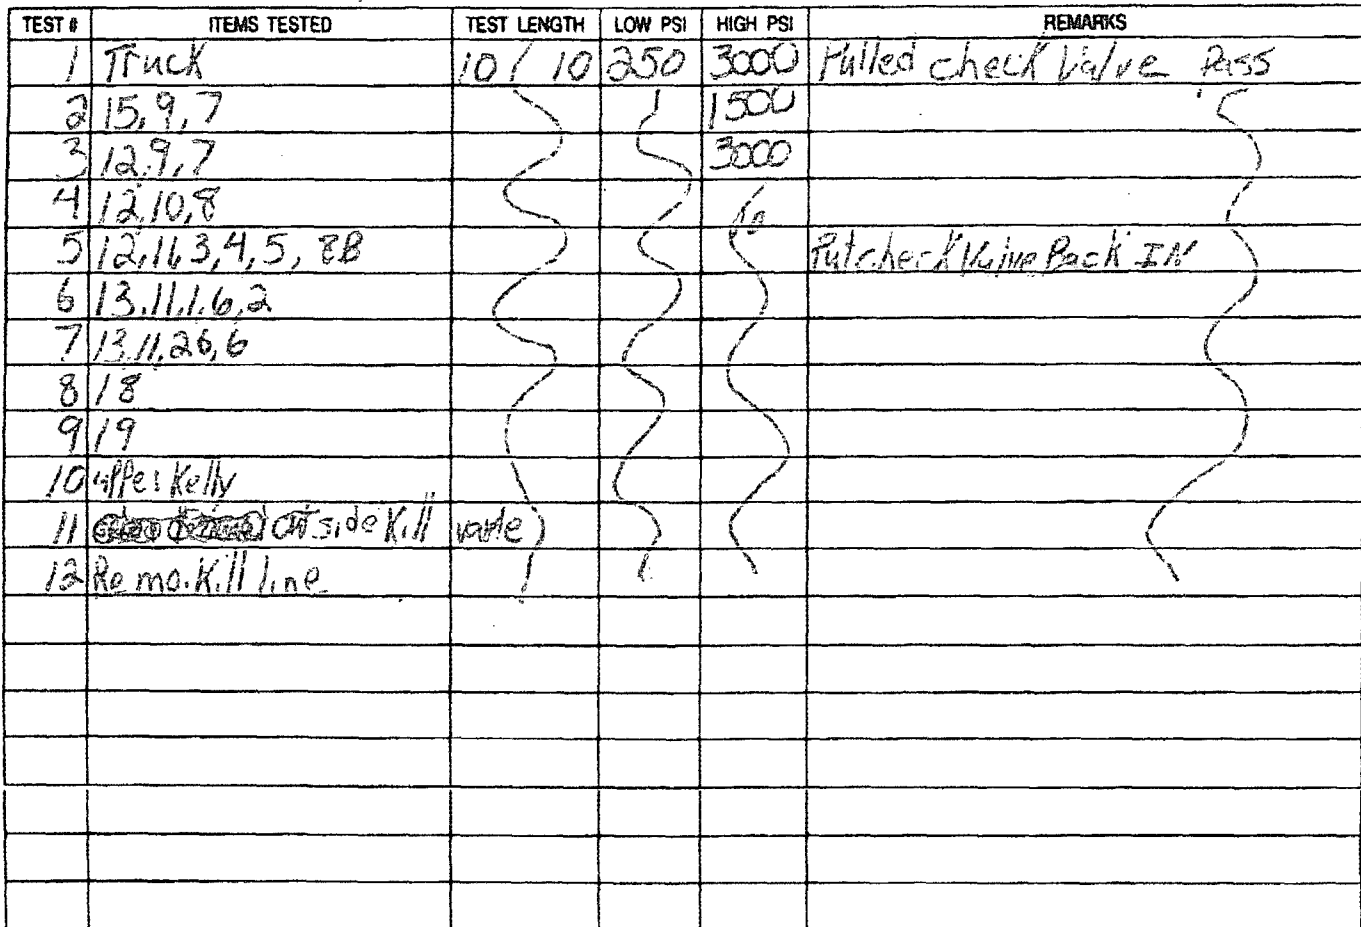 TEST # ITEMS TESTED TEST LENGTH LOW PSI HIGH PSI REMARKS
1 Truck 10 / 10 250 3000 Pulled check Valve Pass
2 15, 9, 7 1500
3 12, 9, 7 3000
4 12, 10, 8
5 12, 11, 3, 4, 5, 8B Put check Valve Back IN
6 13, 11, 1, 6, 2
7 13, 11, 26, 6
8 18
9 19
10 upper Kelly
11 outside Kill
12 Remo. Kill line